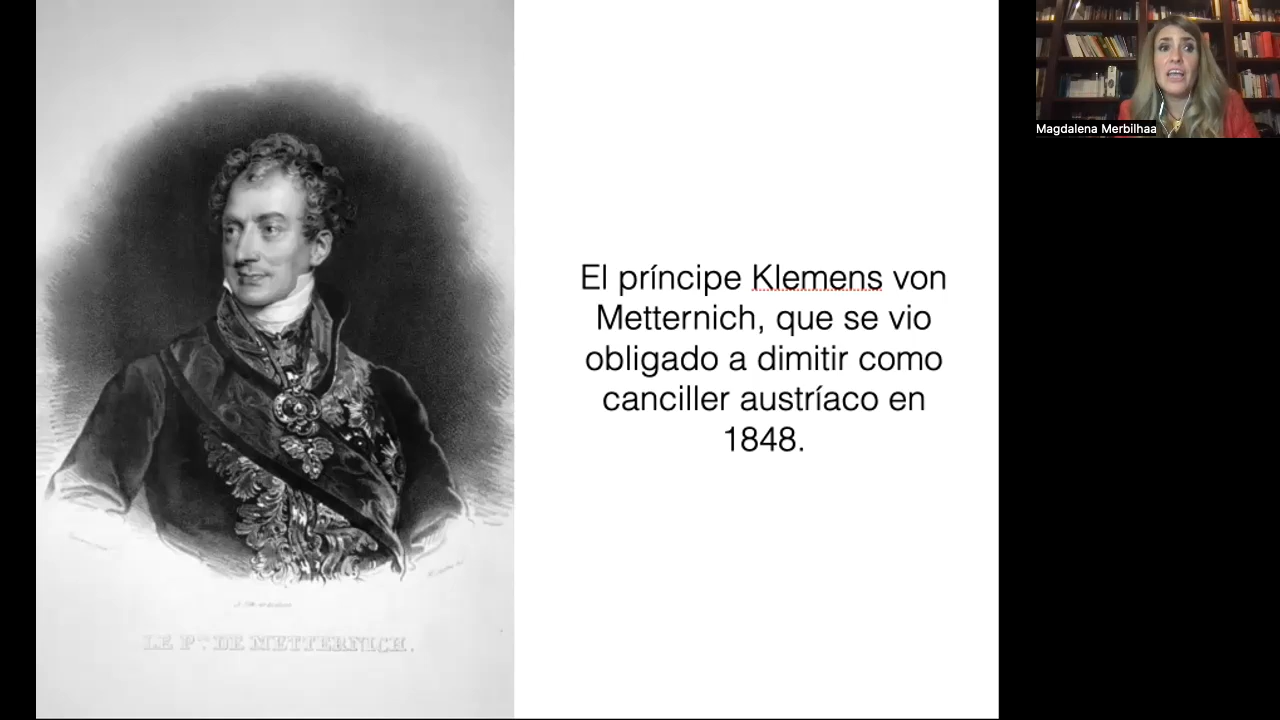 El príncipe Klemens von
Metternich, que se vio
obligado a dimitir como
canciller austríaco en
1848.
LE P.ce DE METTERNICH.
Magdalena Merbilhaa